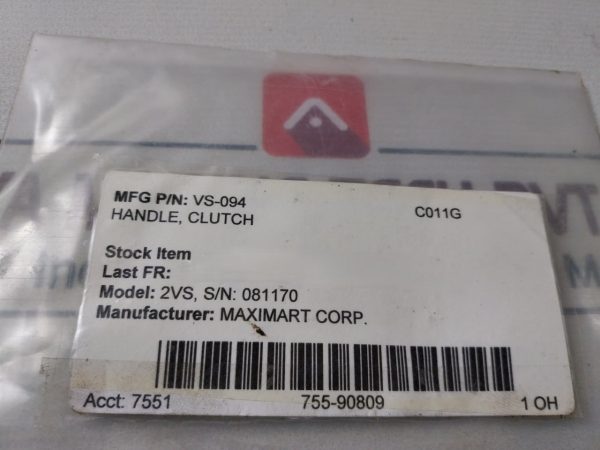 MFG P/N: VS-094 C011G
HANDLE, CLUTCH
Stock Item
Last FR:
Model: 2VS, S/N: 081170
Manufacturer: MAXIMART CORP.
Acct: 7551 755-90809 1 OH